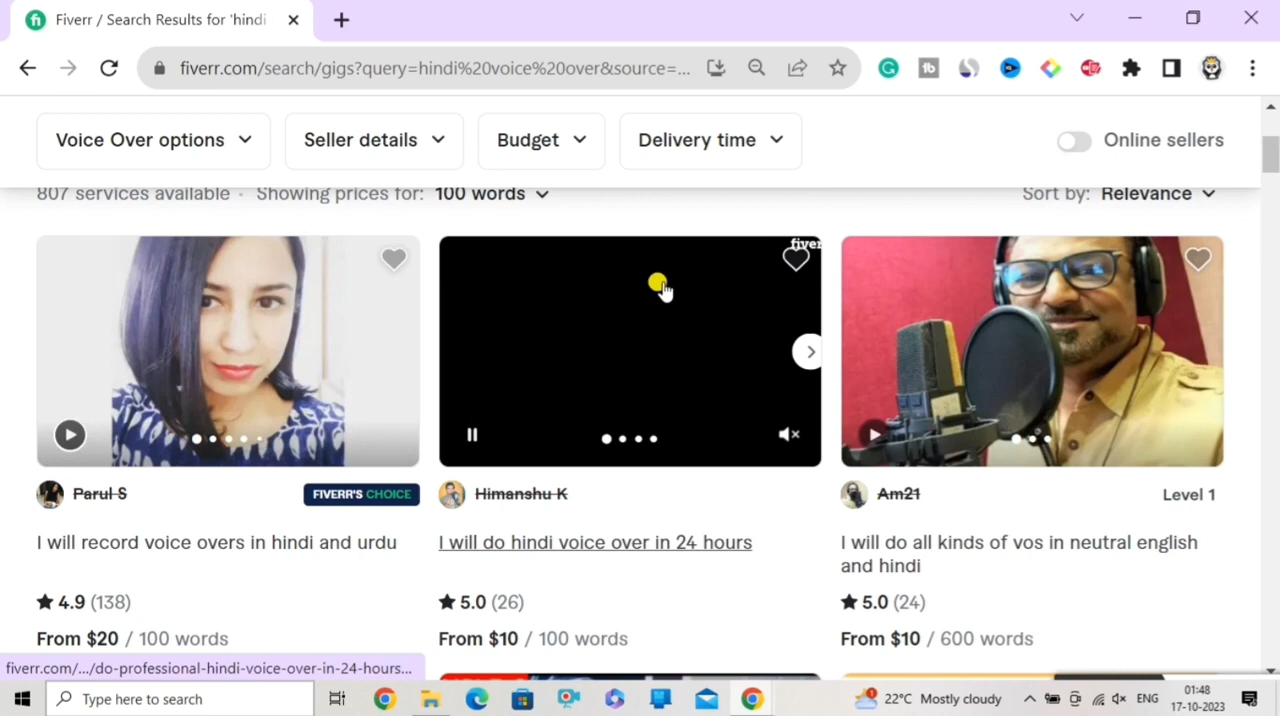 Fiverr / Search Results for 'hindi
fiverr.com/search/gigs?query=hindi%20voice%20over&source=...
Voice Over options
Seller details
Budget
Delivery time
Online sellers
807 services available · Showing prices for: 100 words
Sort by: Relevance
fiver
Parul S
FIVERR'S CHOICE
Himanshu K
Am21
Level 1
I will record voice overs in hindi and urdu
I will do hindi voice over in 24 hours
I will do all kinds of vos in neutral english
and hindi
4.9 (138)
5.0 (26)
5.0 (24)
From $20 / 100 words
From $10 / 100 words
From $10 / 600 words
fiverr.com/.../do-professional-hindi-voice-over-in-24-hours...
Type here to search
22°C Mostly cloudy
ENG
01:48
17-10-2023